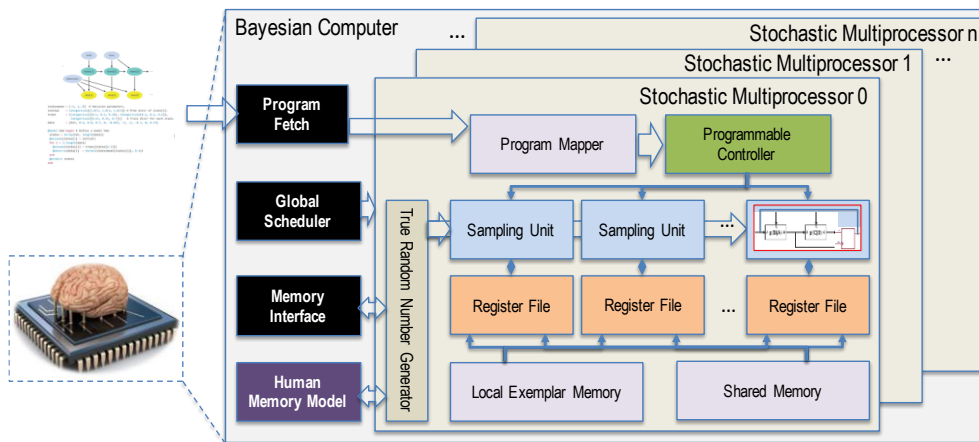 Bayesian Computer
...
Stochastic Multiprocessor n
Stochastic Multiprocessor 1
...
Stochastic Multiprocessor 0
Program
Fetch
Program Mapper
Programmable
Controller
Global
Scheduler
True Random Number Generator
Sampling Unit
Sampling Unit
...
Memory
Interface
Register File
Register File
...
Register File
Human
Memory Model
Local Exemplar Memory
Shared Memory